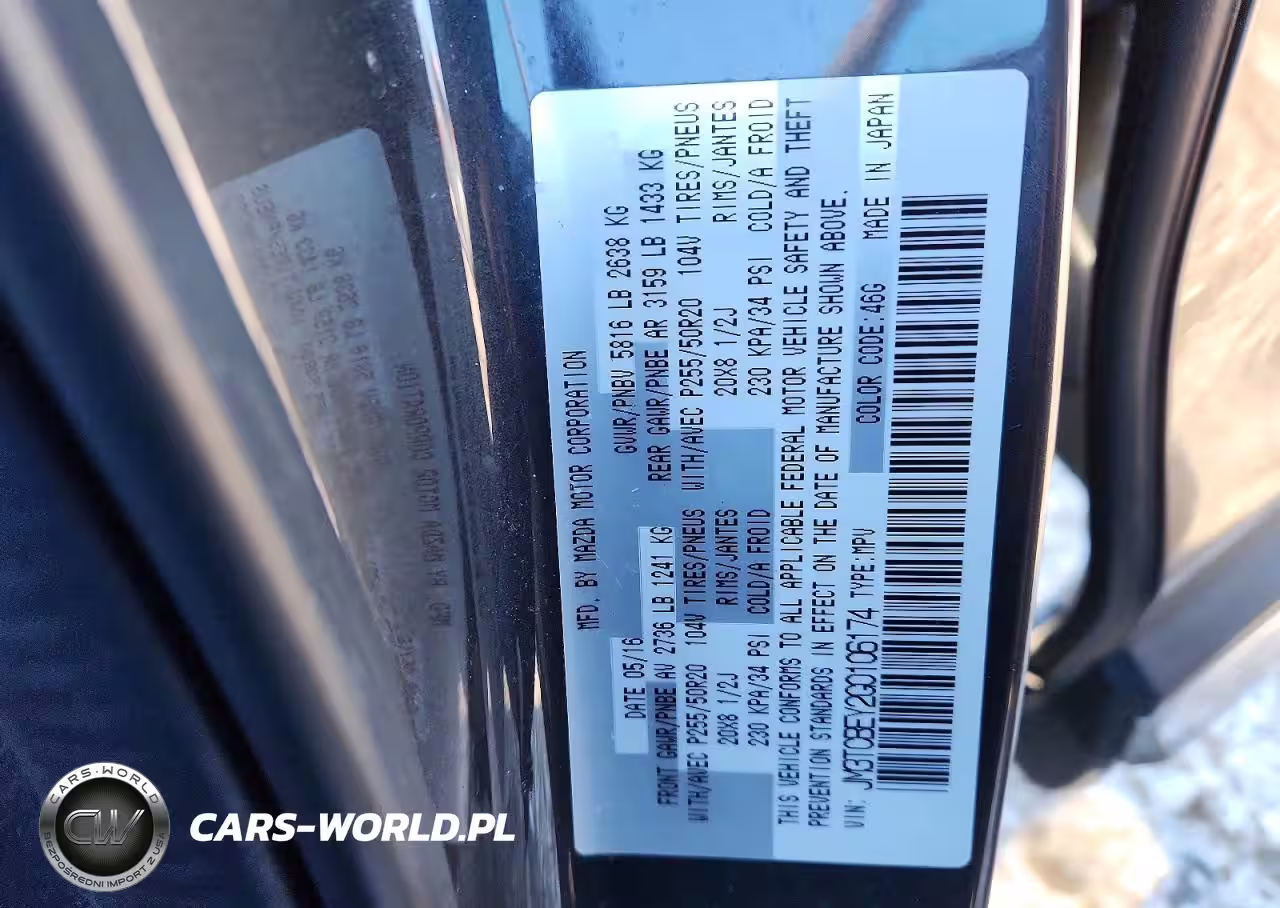 MFD. BY MAZDA MOTOR CORPORATION
DATE 05/16 GVWR/PNBV 5816 LB 2638 KG
FRONT GAWR/PNBE AV 2736 LB 1241 KG REAR GAWR/PNBE AR 3159 LB 1433 KG
WITH/AVEC P255/50R20 104V TIRES/PNEUS WITH/AVEC P255/50R20 104V TIRES/PNEUS
20X8 1/2J RIMS/JANTES 20X8 1/2J RIMS/JANTES
230 KPA/34 PSI COLD/A FROID 230 KPA/34 PSI COLD/A FROID
THIS VEHICLE CONFORMS TO ALL APPLICABLE FEDERAL MOTOR VEHICLE SAFETY AND THEFT
PREVENTION STANDARDS IN EFFECT ON THE DATE OF MANUFACTURE SHOWN ABOVE.
VIN: JM3TCBEY2G0106174 TYPE:MPV COLOR CODE:46G MADE IN JAPAN
CARS-WORLD
CW
BEZPOŚREDNI IMPORT Z USA
CARS-WORLD.PL